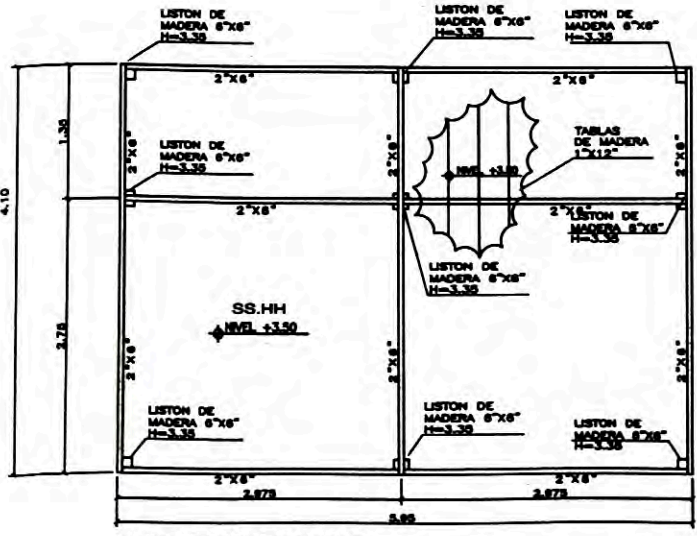 LISTON DE
MADERA 6"X6"
H=3.35
LISTON DE
MADERA 6"X6"
H=3.35
LISTON DE
MADERA 6"X6"
H=3.35
2"X6"
2"X6"
1.35
2"X6"
LISTON DE
MADERA 6"X6"
H=3.35
2"X6"
NIVEL +3.50
TABLAS
DE MADERA
1"X12"
4.10
2"X6"
2"X6"
LISTON DE
MADERA 6"X6"
H=3.35
LISTON DE
MADERA 6"X6"
H=3.35
SS.HH
NIVEL +3.50
2.75
2"X6"
2"X6"
LISTON DE
MADERA 6"X6"
H=3.35
LISTON DE
MADERA 6"X6"
H=3.35
LISTON DE
MADERA 6"X6"
H=3.35
2"X6"
2"X6"
2.975
2.975
5.95